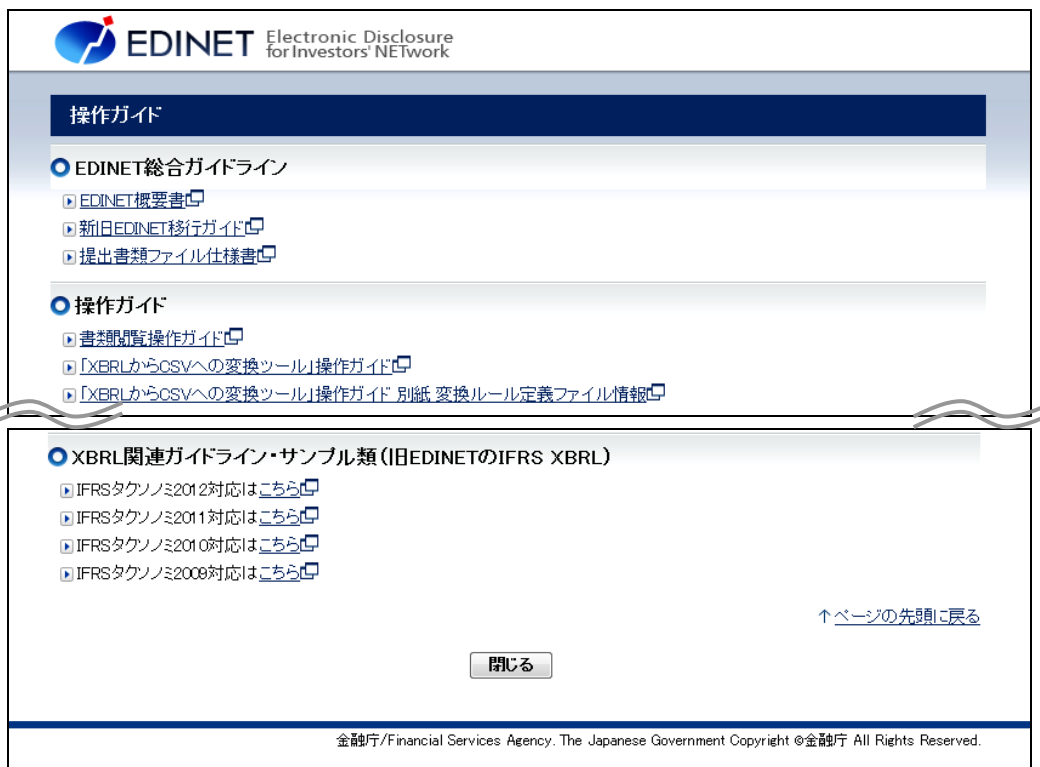 EDINET Electronic Disclosure
for Investors' NETwork
操作ガイド
EDINET総合ガイドライン
EDINET概要書
新旧EDINET移行ガイド
提出書類ファイル仕様書
操作ガイド
書類閲覧操作ガイド
「XBRLからCSVへの変換ツール」操作ガイド
「XBRLからCSVへの変換ツール」操作ガイド 別紙 変換ルール定義ファイル情報
XBRL関連ガイドライン・サンプル類(旧EDINETのIFRS XBRL)
IFRSタクソノミ2012対応はこちら
IFRSタクソノミ2011対応はこちら
IFRSタクソノミ2010対応はこちら
IFRSタクソノミ2009対応はこちら
↑ページの先頭に戻る
閉じる
金融庁/Financial Services Agency. The Japanese Government Copyright ©金融庁 All Rights Reserved.